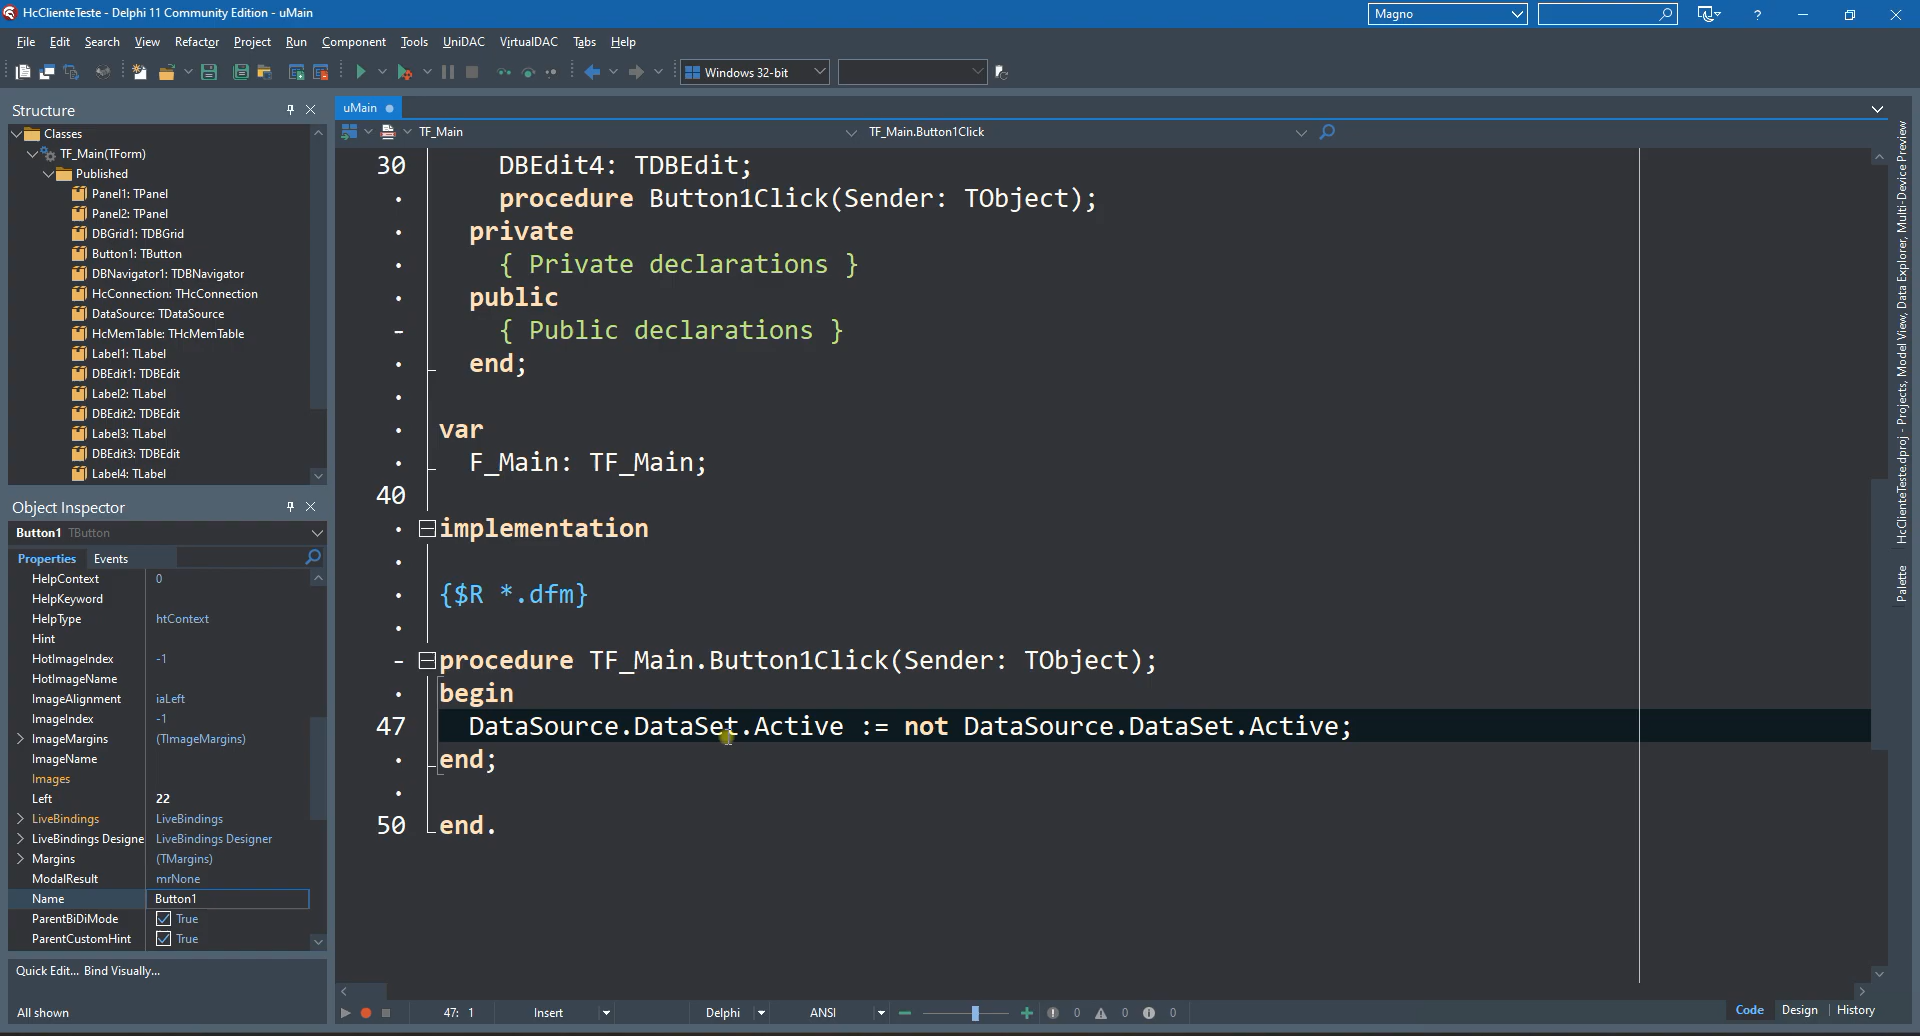 HcClienteTeste - Delphi 11 Community Edition - uMain
Magno
?
File Edit Search View Refactor Project Run Component Tools UniDAC VirtualDAC Tabs Help
Windows 32-bit
Structure
Classes
TF_Main(TForm)
Published
Panel1: TPanel
Panel2: TPanel
DBGrid1: TDBGrid
Button1: TButton
DBNavigator1: TDBNavigator
HcConnection: THcConnection
DataSource: TDataSource
HcMemTable: THcMemTable
Label1: TLabel
DBEdit1: TDBEdit
Label2: TLabel
DBEdit2: TDBEdit
Label3: TLabel
DBEdit3: TDBEdit
Label4: TLabel
Object Inspector
Button1 TButton
Properties Events
HelpContext 0
HelpKeyword
HelpType htContext
Hint
HotImageIndex -1
HotImageName
ImageAlignment iaLeft
ImageIndex -1
ImageMargins (TImageMargins)
ImageName
Images
Left 22
LiveBindings LiveBindings
LiveBindings Designe LiveBindings Designer
Margins (TMargins)
ModalResult mrNone
Name Button1
ParentBiDiMode True
ParentCustomHint True
Quick Edit... Bind Visually...
All shown
uMain
TF_Main TF_Main.Button1Click
30 DBEdit4: TDBEdit;
procedure Button1Click(Sender: TObject);
private
{ Private declarations }
public
{ Public declarations }
end;
var
F_Main: TF_Main;
40
implementation
{$R *.dfm}
procedure TF_Main.Button1Click(Sender: TObject);
begin
47 DataSource.DataSet.Active := not DataSource.DataSet.Active;
end;
50 end.
47: 1 Insert Delphi ANSI 0 0 0
Code Design History
HcClienteTeste.dproj - Projects, Model View, Data Explorer, Multi-Device Preview
Palette